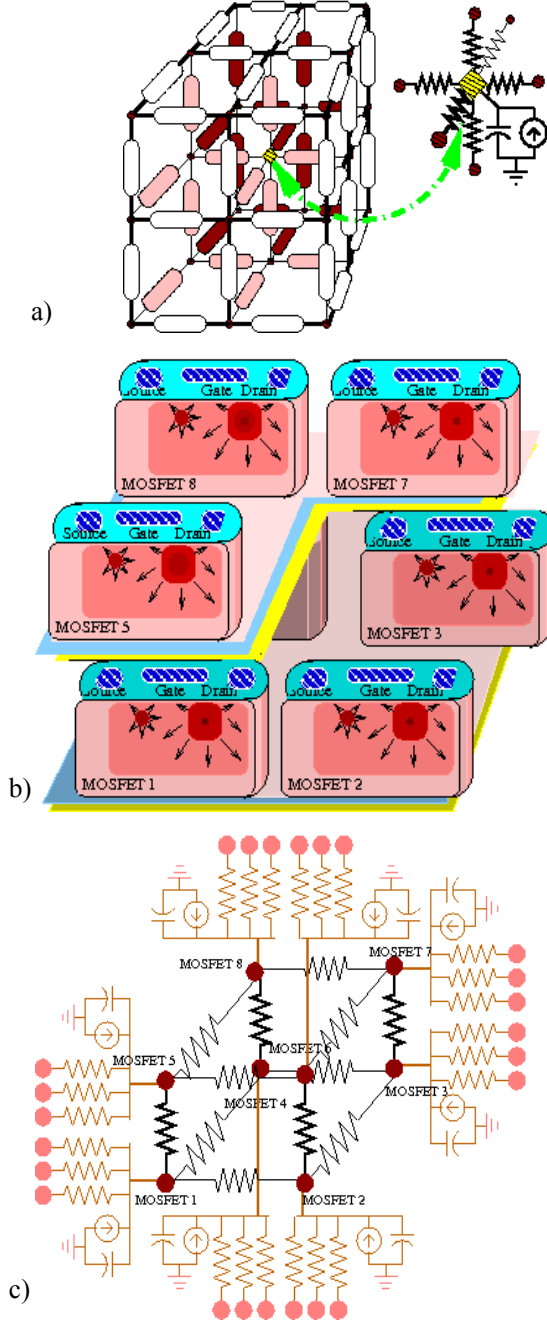 a)
Source Gate Drain
MOSFET 8
Source Gate Drain
MOSFET 7
Source Gate Drain
MOSFET 5
Source Gate Drain
MOSFET 3
Source Gate Drain
MOSFET 1
Source Gate Drain
MOSFET 2
b)
MOSFET 8
MOSFET 7
MOSFET 6
MOSFET 5
MOSFET 4
MOSFET 3
MOSFET 1
MOSFET 2
c)